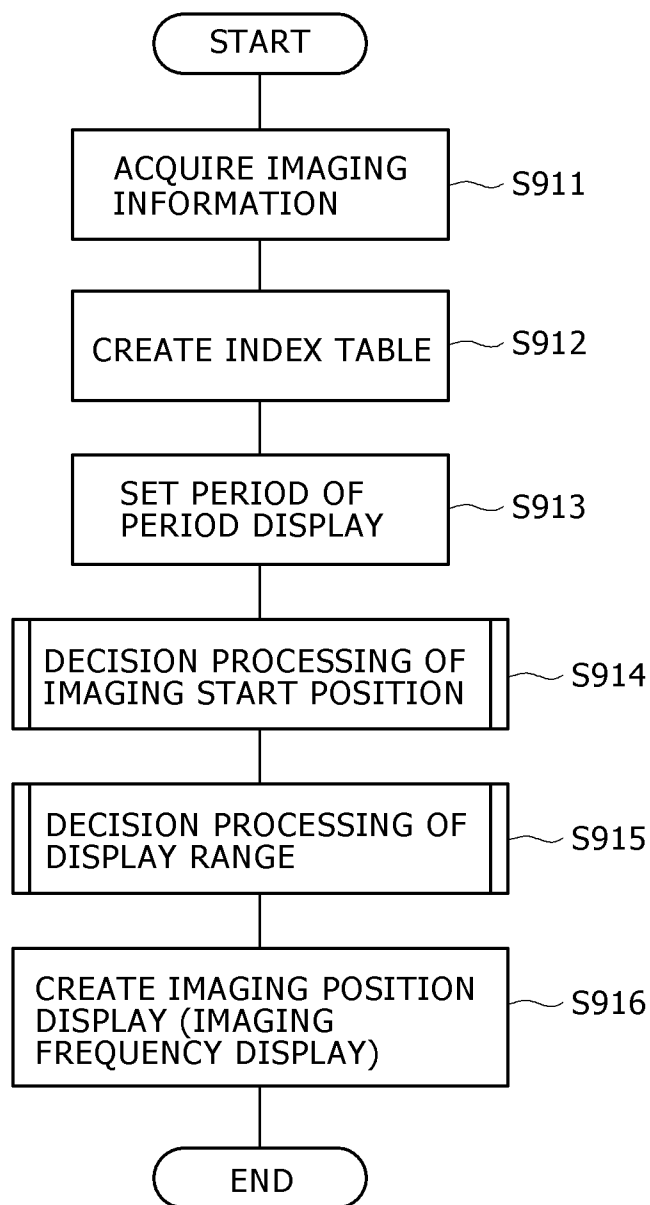 START
ACQUIRE IMAGING
INFORMATION
S911
CREATE INDEX TABLE
S912
SET PERIOD OF
PERIOD DISPLAY
S913
DECISION PROCESSING OF
IMAGING START POSITION
S914
DECISION PROCESSING OF
DISPLAY RANGE
S915
CREATE IMAGING POSITION
DISPLAY (IMAGING
FREQUENCY DISPLAY)
S916
END